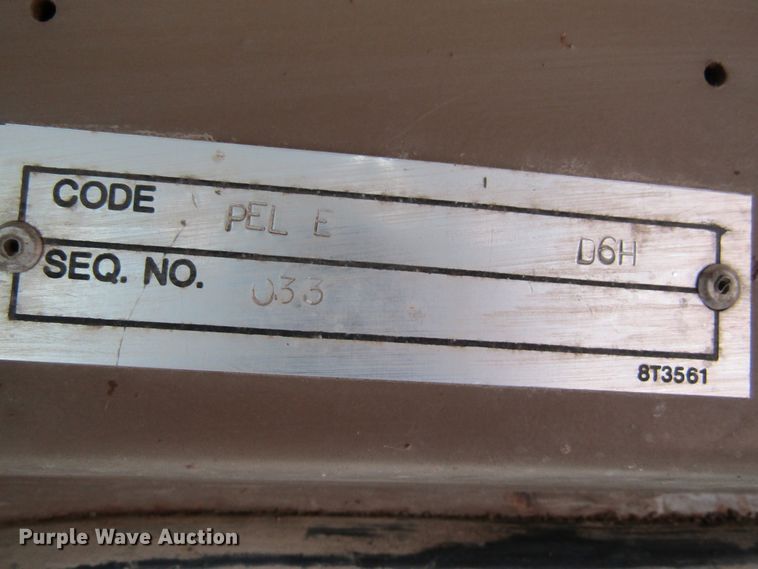 CODE PEL E D6H
SEQ. NO. 033
8T3561
Purple Wave Auction®